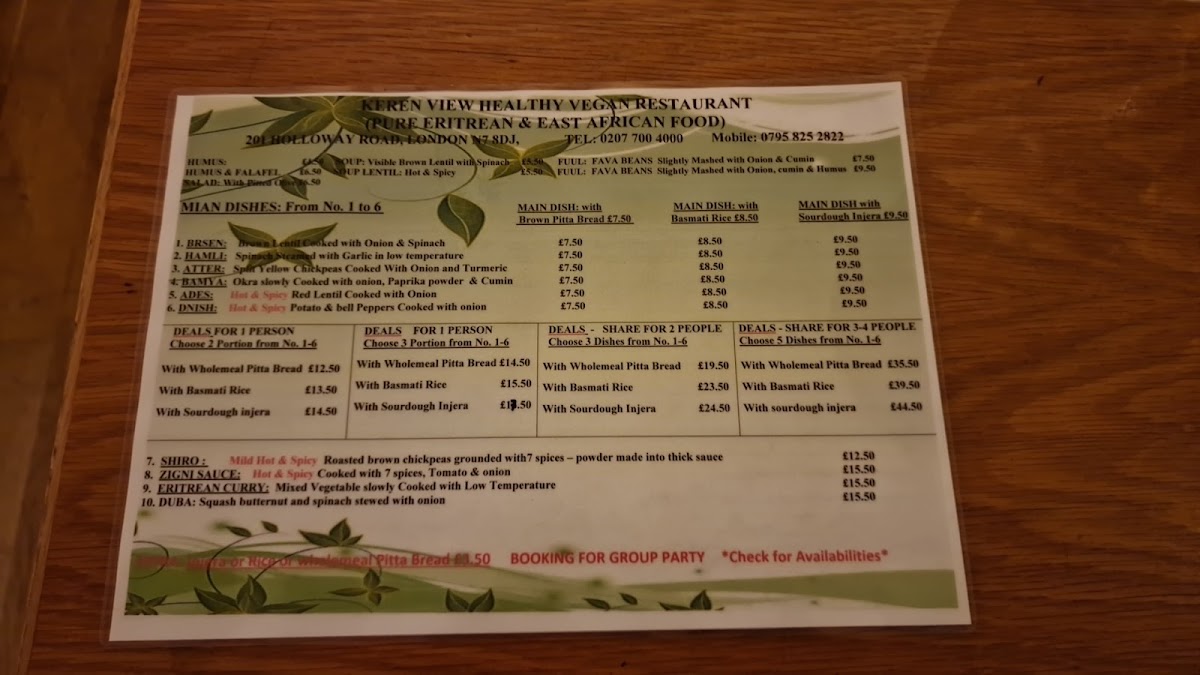 KEREN VIEW HEALTHY VEGAN RESTAURANT
(PURE ERITREAN & EAST AFRICAN FOOD)
201 HOLLOWAY ROAD, LONDON N7 8DJ, TEL: 0207 700 4000 Mobile: 0795 825 2822
HUMUS: SOUP: Visible Brown Lentil with Spinach £5.50 FUUL: FAVA BEANS Slightly Mashed with Onion & Cumin £7.50
HUMUS & FALAFEL £6.50 SOUP LENTIL: Hot & Spicy £5.50 FUUL: FAVA BEANS Slightly Mashed with Onion, cumin & Humus £9.50
SALAD: With Pitted Olive £6.50
MIAN DISHES: From No. 1 to 6 MAIN DISH: with Brown Pitta Bread £7.50 MAIN DISH: with Basmati Rice £8.50 MAIN DISH with Sourdough Injera £9.50
1. BRSEN: Brown Lentil Cooked with Onion & Spinach £7.50 £8.50 £9.50
2. HAMLI: Spinach Steamed with Garlic in low temperature £7.50 £8.50 £9.50
3. ATTER: Split Yellow Chickpeas Cooked With Onion and Turmeric £7.50 £8.50 £9.50
4. BAMYA: Okra slowly Cooked with onion, Paprika powder & Cumin £7.50 £8.50 £9.50
5. ADES: Hot & Spicy Red Lentil Cooked with Onion £7.50 £8.50 £9.50
6. DNISH: Hot & Spicy Potato & bell Peppers Cooked with onion £7.50 £8.50 £9.50
DEALS FOR 1 PERSON
Choose 2 Portion from No. 1-6
With Wholemeal Pitta Bread £12.50
With Basmati Rice £13.50
With Sourdough injera £14.50
DEALS FOR 1 PERSON
Choose 3 Portion from No. 1-6
With Wholemeal Pitta Bread £14.50
With Basmati Rice £15.50
With Sourdough Injera
DEALS - SHARE FOR 2 PEOPLE
Choose 3 Dishes from No. 1-6
With Wholemeal Pitta Bread £19.50
With Basmati Rice £23.50
With Sourdough Injera £24.50
DEALS - SHARE FOR 3-4 PEOPLE
Choose 5 Dishes from No. 1-6
With Wholemeal Pitta Bread £35.50
With Basmati Rice £39.50
With sourdough injera £44.50
7. SHIRO : Mild Hot & Spicy Roasted brown chickpeas grounded with7 spices – powder made into thick sauce £12.50
8. ZIGNI SAUCE: Hot & Spicy Cooked with 7 spices, Tomato & onion £15.50
9. ERITREAN CURRY: Mixed Vegetable slowly Cooked with Low Temperature £15.50
10. DUBA: Squash butternut and spinach stewed with onion £15.50
or Rice or wholemeal Pitta Bread £3.50 BOOKING FOR GROUP PARTY *Check for Availabilities*